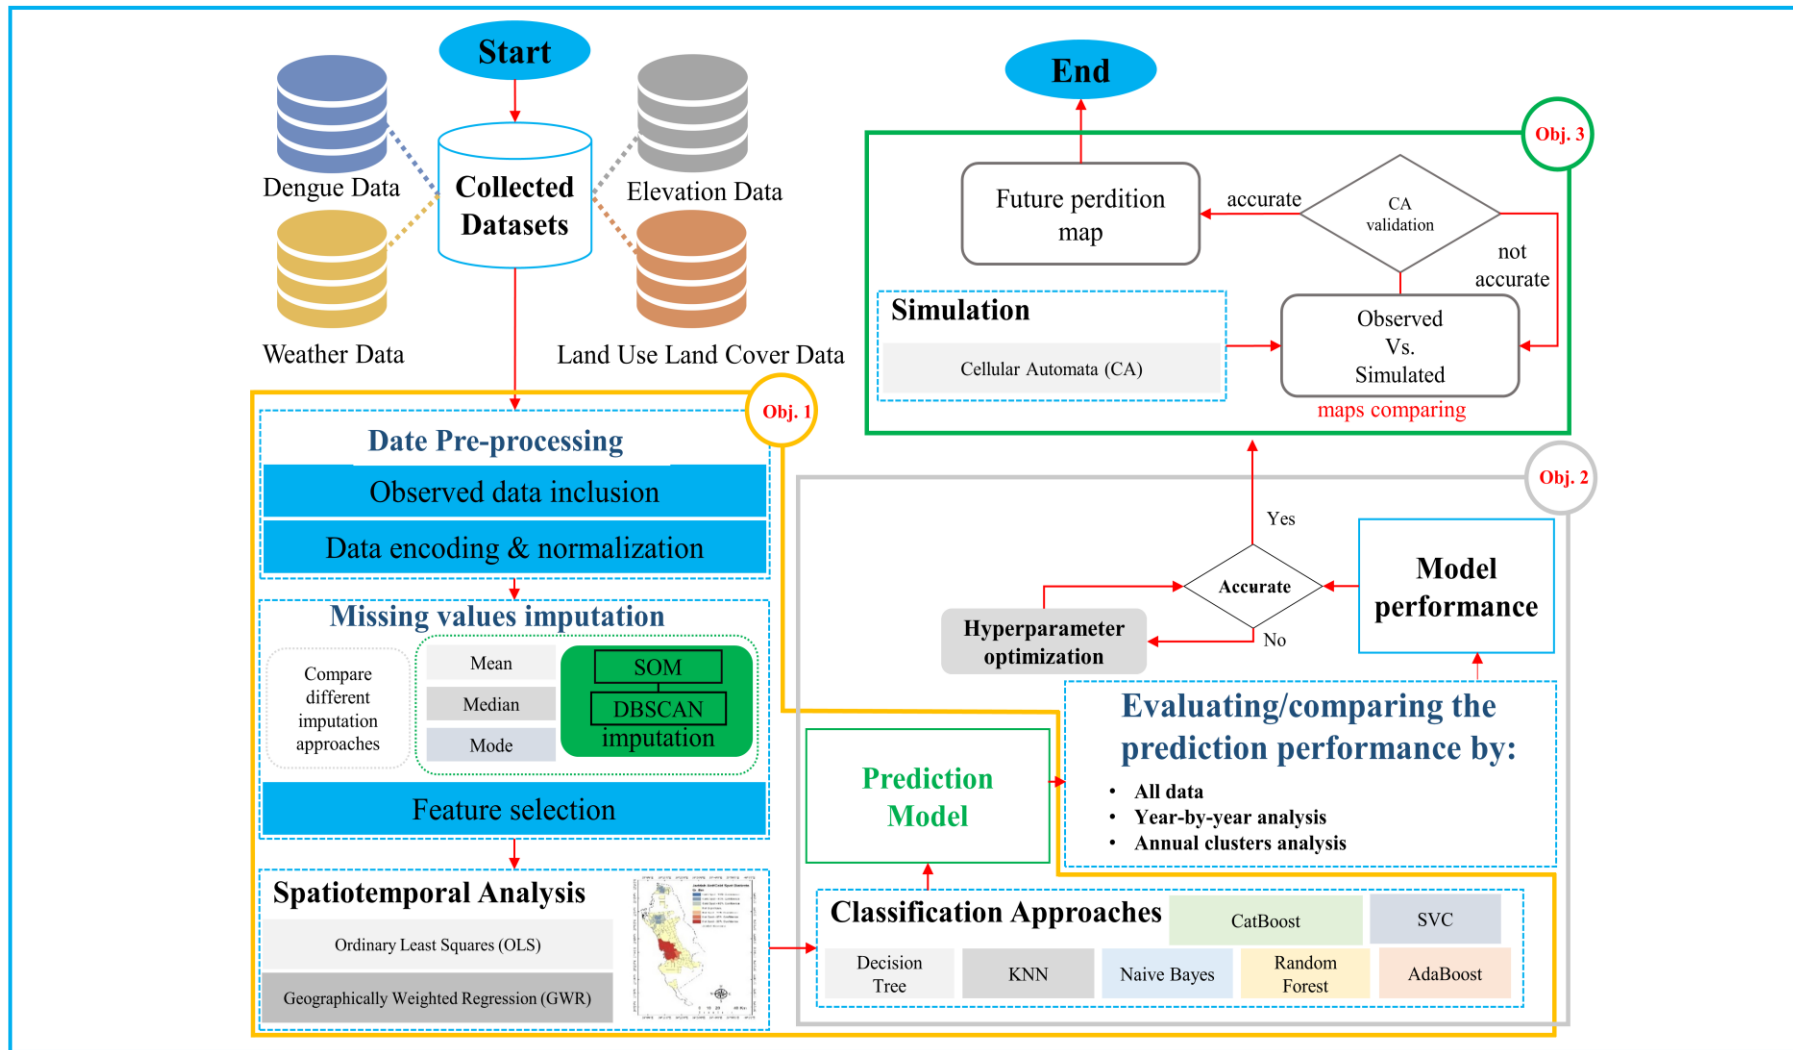 Start
Dengue Data
Elevation Data
Collected
Datasets
Weather Data
Land Use Land Cover Data
Obj. 1
Date Pre-processing
Observed data inclusion
Data encoding & normalization
Missing values imputation
Compare
different
imputation
approaches
Mean
Median
Mode
SOM
DBSCAN
imputation
Feature selection
Spatiotemporal Analysis
Ordinary Least Squares (OLS)
Geographically Weighted Regression (GWR)
Classification Approaches
CatBoost
SVC
Decision
Tree
KNN
Naive Bayes
Random
Forest
AdaBoost
Obj. 2
Prediction
Model
Evaluating/comparing the
prediction performance by:
• All data
• Year-by-year analysis
• Annual clusters analysis
Model
performance
Accurate
Yes
No
Hyperparameter
optimization
Obj. 3
Simulation
Cellular Automata (CA)
Observed
Vs.
Simulated
maps comparing
CA
validation
not
accurate
accurate
Future perdition
map
End